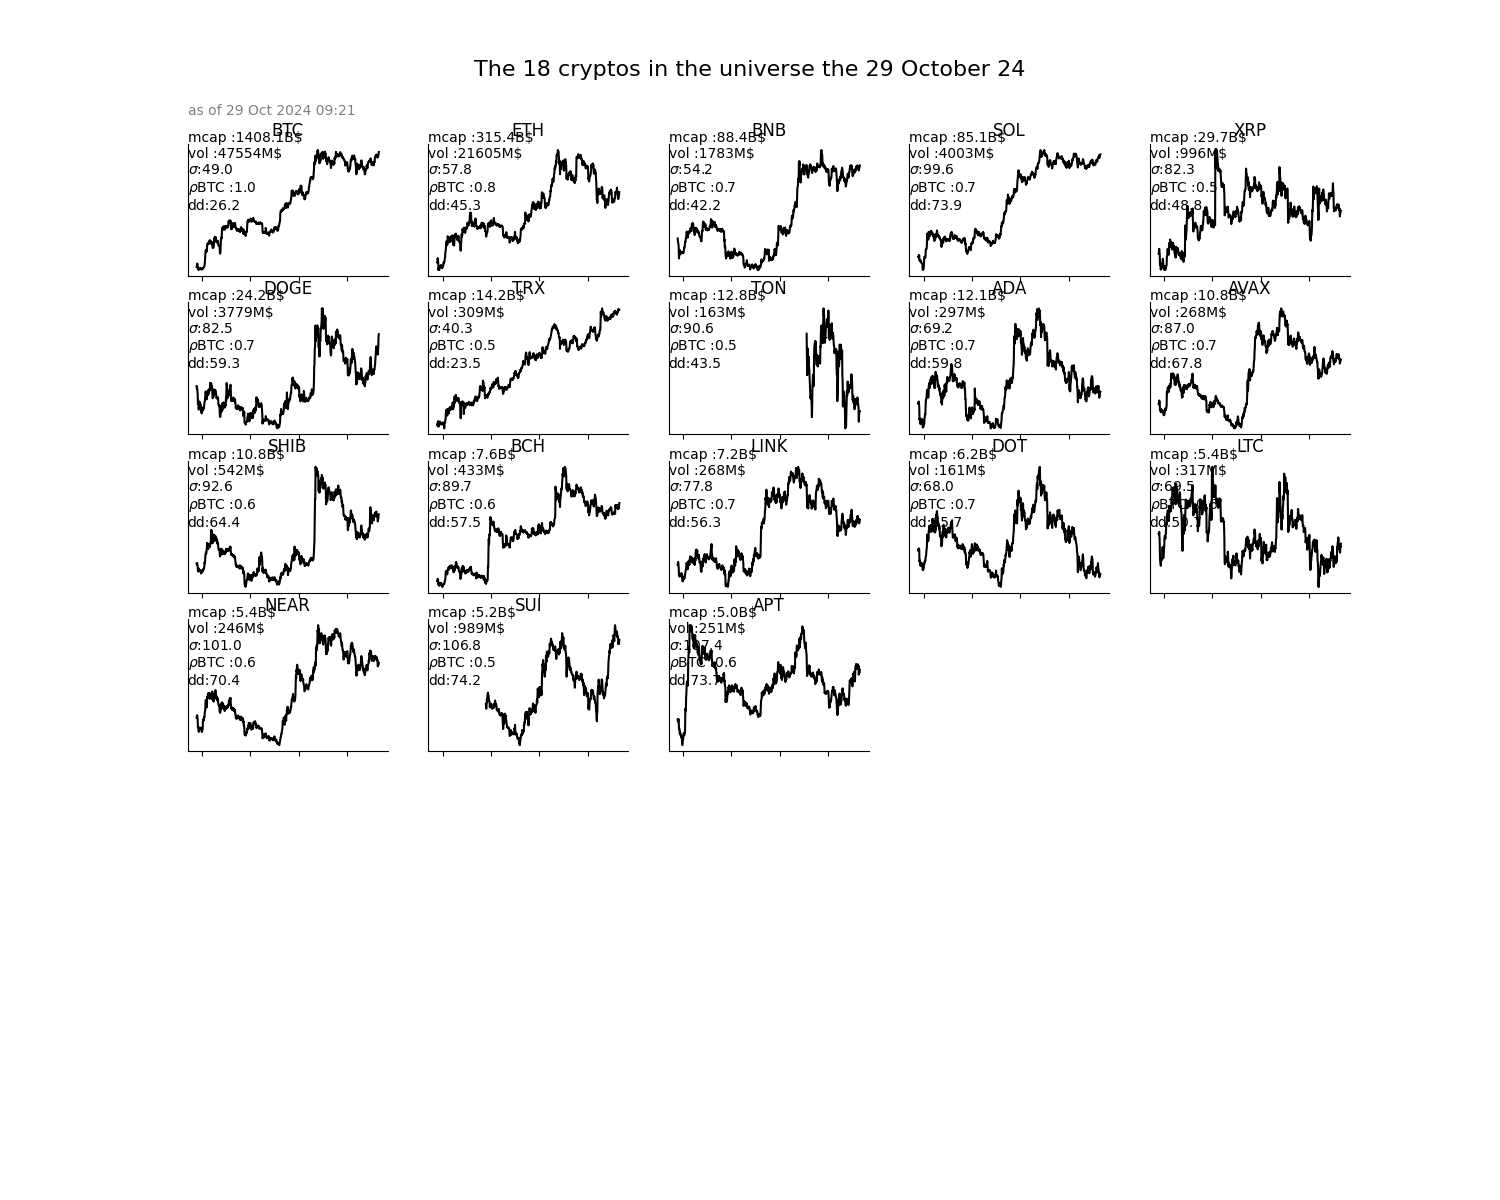 The 18 cryptos in the universe the 29 October 24
as of 29 Oct 2024 09:21
BTC
mcap :1408.1B$
vol :47554M$
σ:49.0
ρBTC :1.0
dd:26.2
ETH
mcap :315.4B$
vol :21605M$
σ:57.8
ρBTC :0.8
dd:45.3
BNB
mcap :88.4B$
vol :1783M$
σ:54.2
ρBTC :0.7
dd:42.2
SOL
mcap :85.1B$
vol :4003M$
σ:99.6
ρBTC :0.7
dd:73.9
XRP
mcap :29.7B$
vol :996M$
σ:82.3
ρBTC :0.5
dd:48.8
DOGE
mcap :24.2B$
vol :3779M$
σ:82.5
ρBTC :0.7
dd:59.3
TRX
mcap :14.2B$
vol :309M$
σ:40.3
ρBTC :0.5
dd:23.5
TON
mcap :12.8B$
vol :163M$
σ:90.6
ρBTC :0.5
dd:43.5
ADA
mcap :12.1B$
vol :297M$
σ:69.2
ρBTC :0.7
dd:59.8
AVAX
mcap :10.8B$
vol :268M$
σ:87.0
ρBTC :0.7
dd:67.8
SHIB
mcap :10.8B$
vol :542M$
σ:92.6
ρBTC :0.6
dd:64.4
BCH
mcap :7.6B$
vol :433M$
σ:89.7
ρBTC :0.6
dd:57.5
LINK
mcap :7.2B$
vol :268M$
σ:77.8
ρBTC :0.7
dd:56.3
DOT
mcap :6.2B$
vol :161M$
σ:68.0
ρBTC :0.7
LTC
mcap :5.4B$
vol :317M$
σ:69.5
NEAR
mcap :5.4B$
vol :246M$
σ:101.0
ρBTC :0.6
dd:70.4
SUI
mcap :5.2B$
vol :989M$
σ:106.8
ρBTC :0.5
dd:74.2
APT
mcap :5.0B$
vol :251M$
σ:107.4
ρBTC :0.6